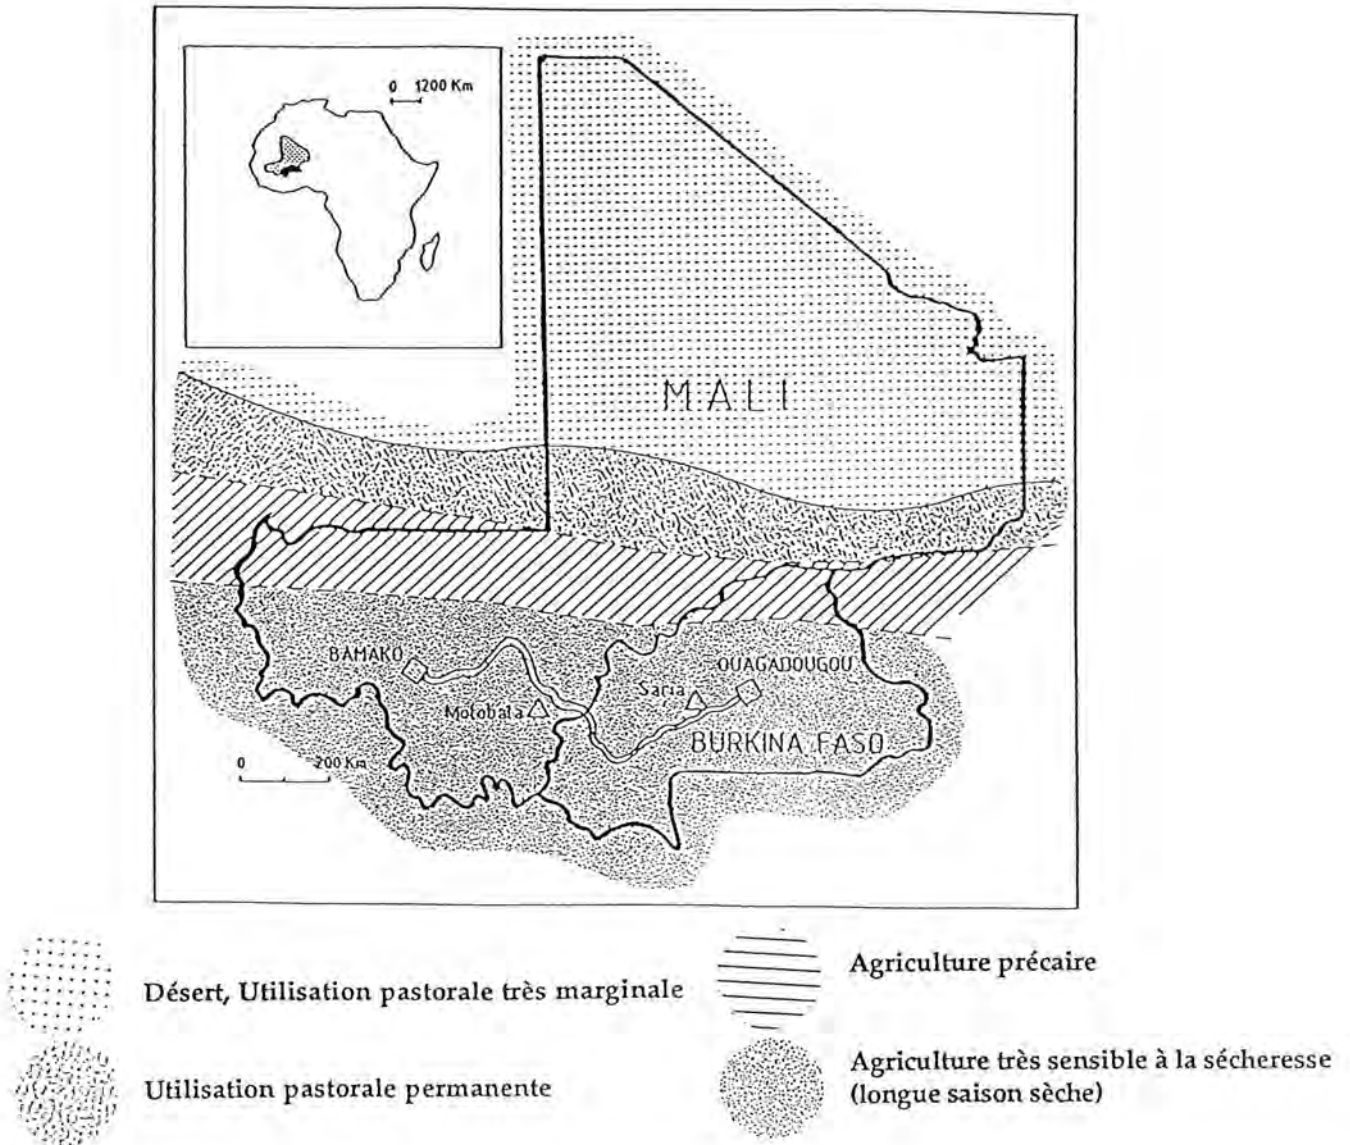 0 1200 Km
MALI
BAMAKO
OUAGADOUGOU
Saria
Molobala
BURKINA FASO
0 200 Km
Désert, Utilisation pastorale très marginale
Agriculture précaire
Utilisation pastorale permanente
Agriculture très sensible à la sécheresse
(longue saison sèche)